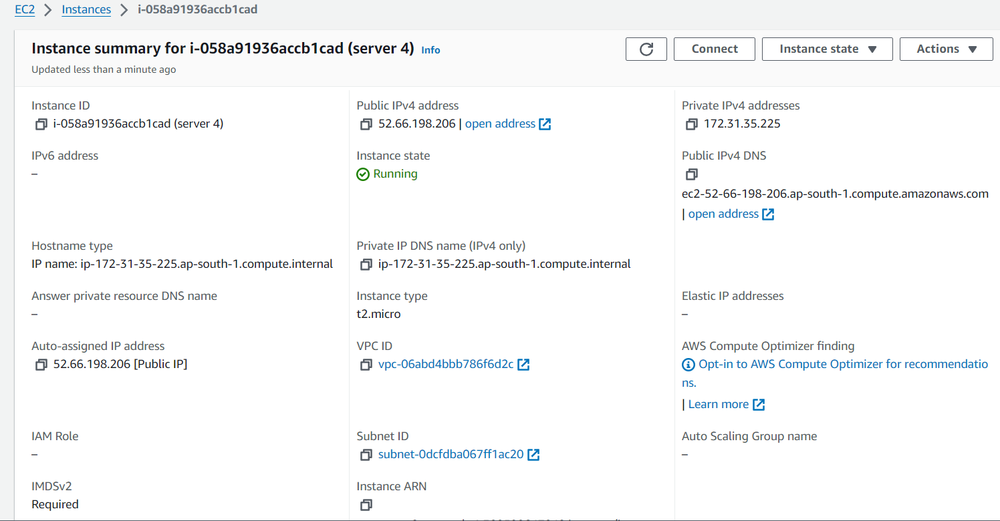 EC2 > Instances > i-058a91936accb1cad
Instance summary for i-058a91936accb1cad (server 4) Info
Updated less than a minute ago
Connect
Instance state
Actions
Instance ID
i-058a91936accb1cad (server 4)
Public IPv4 address
52.66.198.206 | open address
Private IPv4 addresses
172.31.35.225
IPv6 address
–
Instance state
Running
Public IPv4 DNS
ec2-52-66-198-206.ap-south-1.compute.amazonaws.com
| open address
Hostname type
IP name: ip-172-31-35-225.ap-south-1.compute.internal
Private IP DNS name (IPv4 only)
ip-172-31-35-225.ap-south-1.compute.internal
Answer private resource DNS name
–
Instance type
t2.micro
Elastic IP addresses
–
Auto-assigned IP address
52.66.198.206 [Public IP]
VPC ID
vpc-06abd4bbb786f6d2c
AWS Compute Optimizer finding
Opt-in to AWS Compute Optimizer for recommendatio
ns.
| Learn more
IAM Role
–
Subnet ID
subnet-0dcfdba067ff1ac20
Auto Scaling Group name
–
IMDSv2
Required
Instance ARN